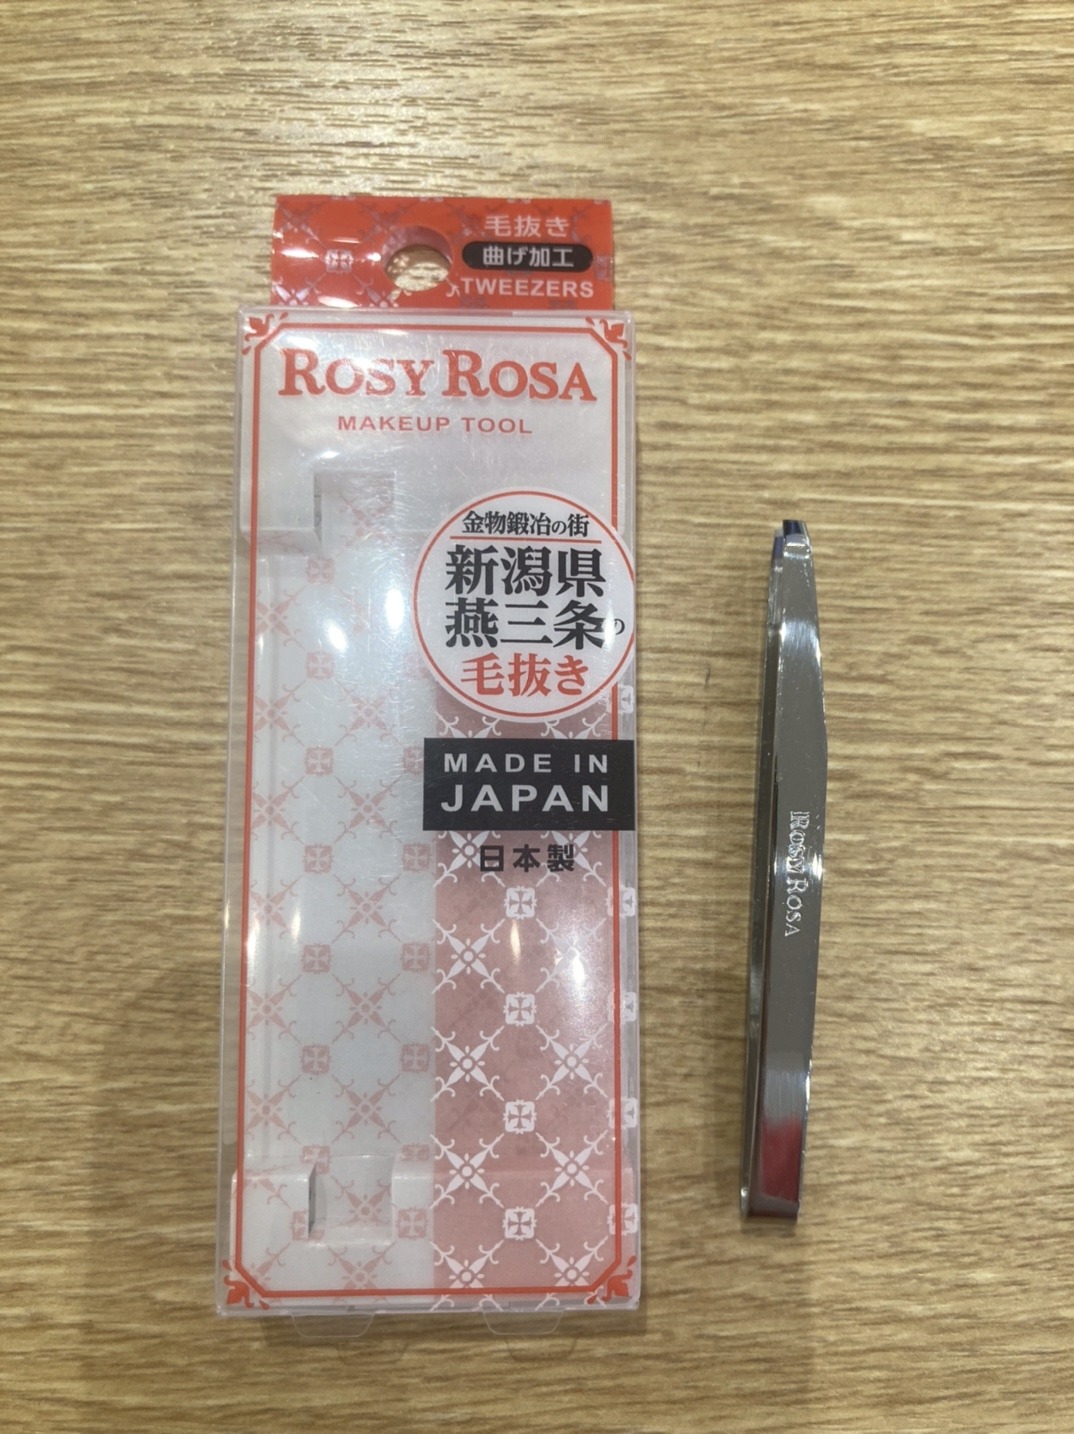 毛抜き
曲げ加工
TWEEZERS
ROSY ROSA
MAKEUP TOOL
金物鍛冶の街
新潟県
燕三条の
毛抜き
MADE IN
JAPAN
日本製
ROSY ROSA